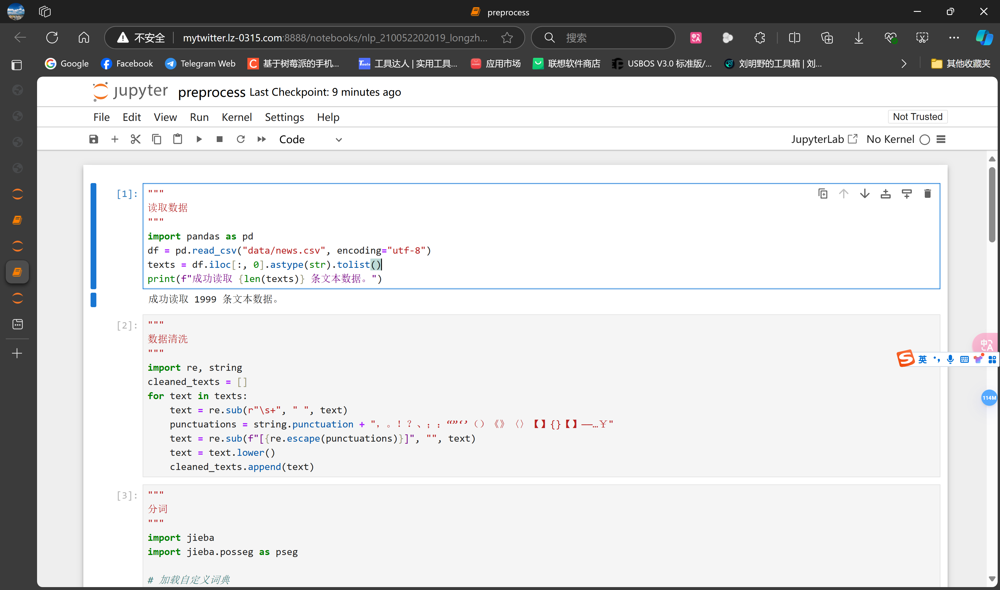 preprocess
不安全 mytwitter.lz-0315.com:8888/notebooks/nlp_210052202019_longzh... 搜索
Google Facebook Telegram Web 基于树莓派的手机... Tools 工具达人 | 实用工具... 应用市场 联想软件商店 USBOS V3.0 标准版/... 刘明野的工具箱 | 刘... 其他收藏夹
jupyter preprocess Last Checkpoint: 9 minutes ago
File Edit View Run Kernel Settings Help Not Trusted
Code JupyterLab No Kernel
[1]: """
读取数据
"""
import pandas as pd
df = pd.read_csv("data/news.csv", encoding="utf-8")
texts = df.iloc[:, 0].astype(str).tolist()
print(f"成功读取 {len(texts)} 条文本数据。")
成功读取 1999 条文本数据。
[2]: """
数据清洗
"""
import re, string
cleaned_texts = []
for text in texts:
    text = re.sub(r"\s+", " ", text)
    punctuations = string.punctuation + "，。！？、；：“”‘’（）《》〈〉【】{}【】——…￥"
    text = re.sub(f"[{re.escape(punctuations)}]", "", text)
    text = text.lower()
    cleaned_texts.append(text)
[3]: """
分词
"""
import jieba
import jieba.posseg as pseg
# 加载自定义词典
中A
英
114M